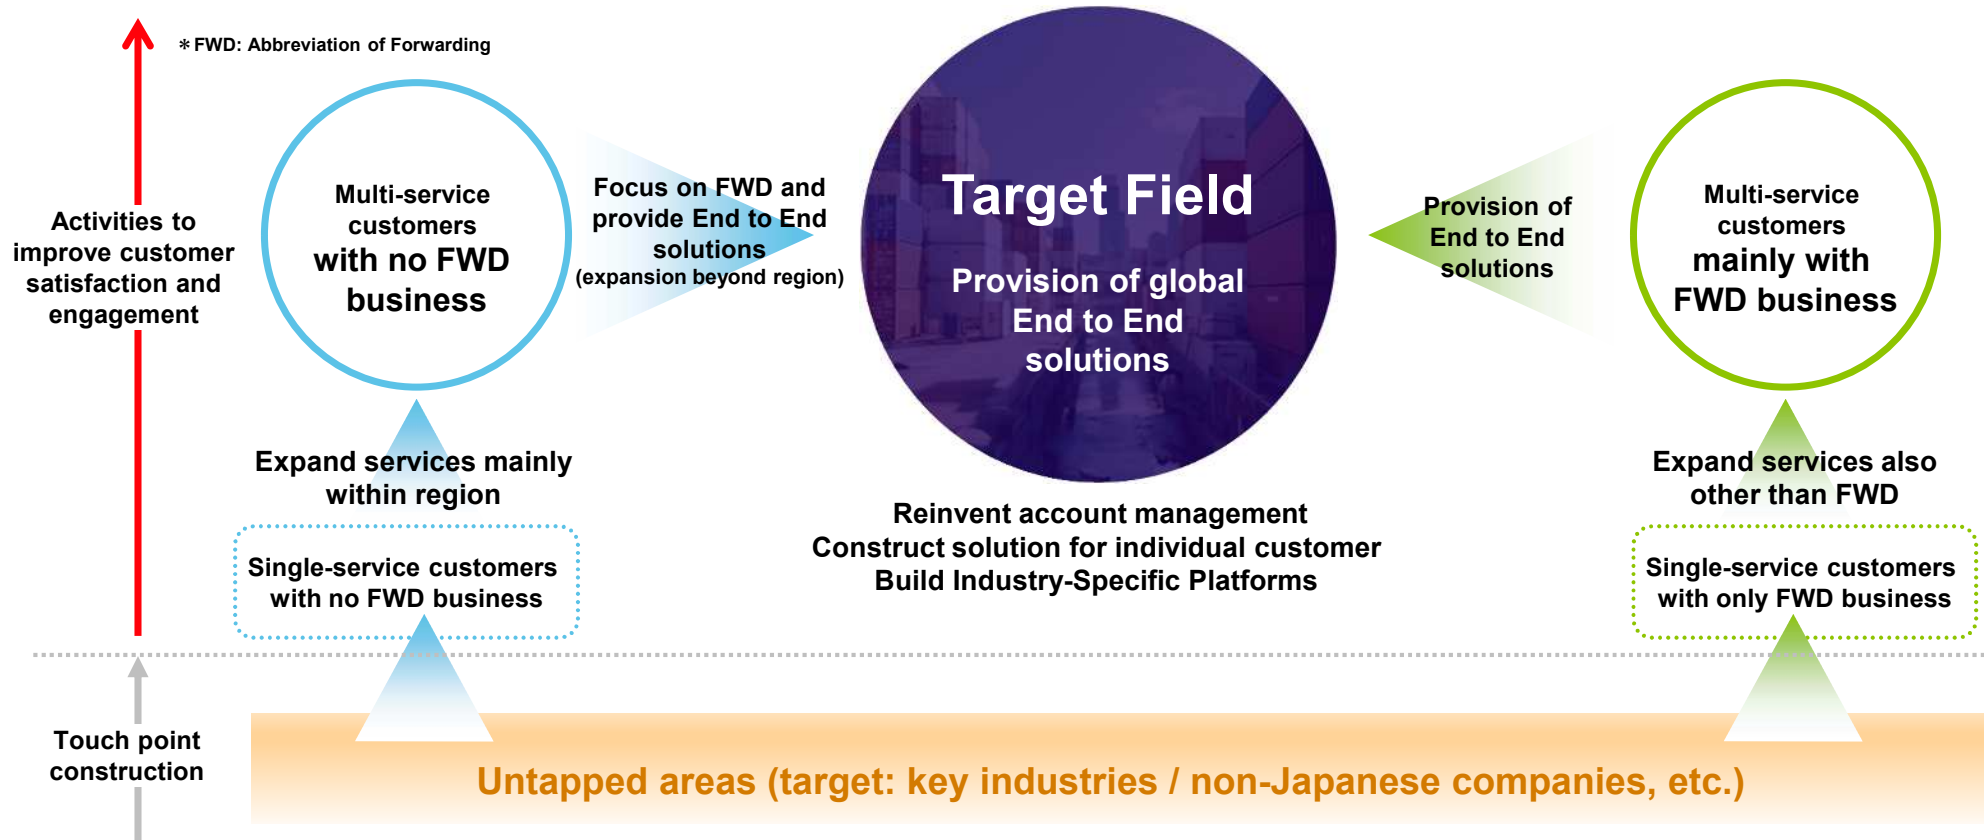 ＊FWD: Abbreviation of Forwarding
Activities to
improve customer
satisfaction and
engagement
Multi-service
customers
with no FWD
business
Focus on FWD and
provide End to End
solutions
(expansion beyond region)
Target Field
Provision of global
End to End
solutions
Provision of
End to End
solutions
Multi-service
customers
mainly with
FWD business
Expand services mainly
within region
Expand services also
other than FWD
Reinvent account management
Construct solution for individual customer
Build Industry-Specific Platforms
Single-service customers
with no FWD business
Single-service customers
with only FWD business
Touch point
construction
Untapped areas (target: key industries / non-Japanese companies, etc.)